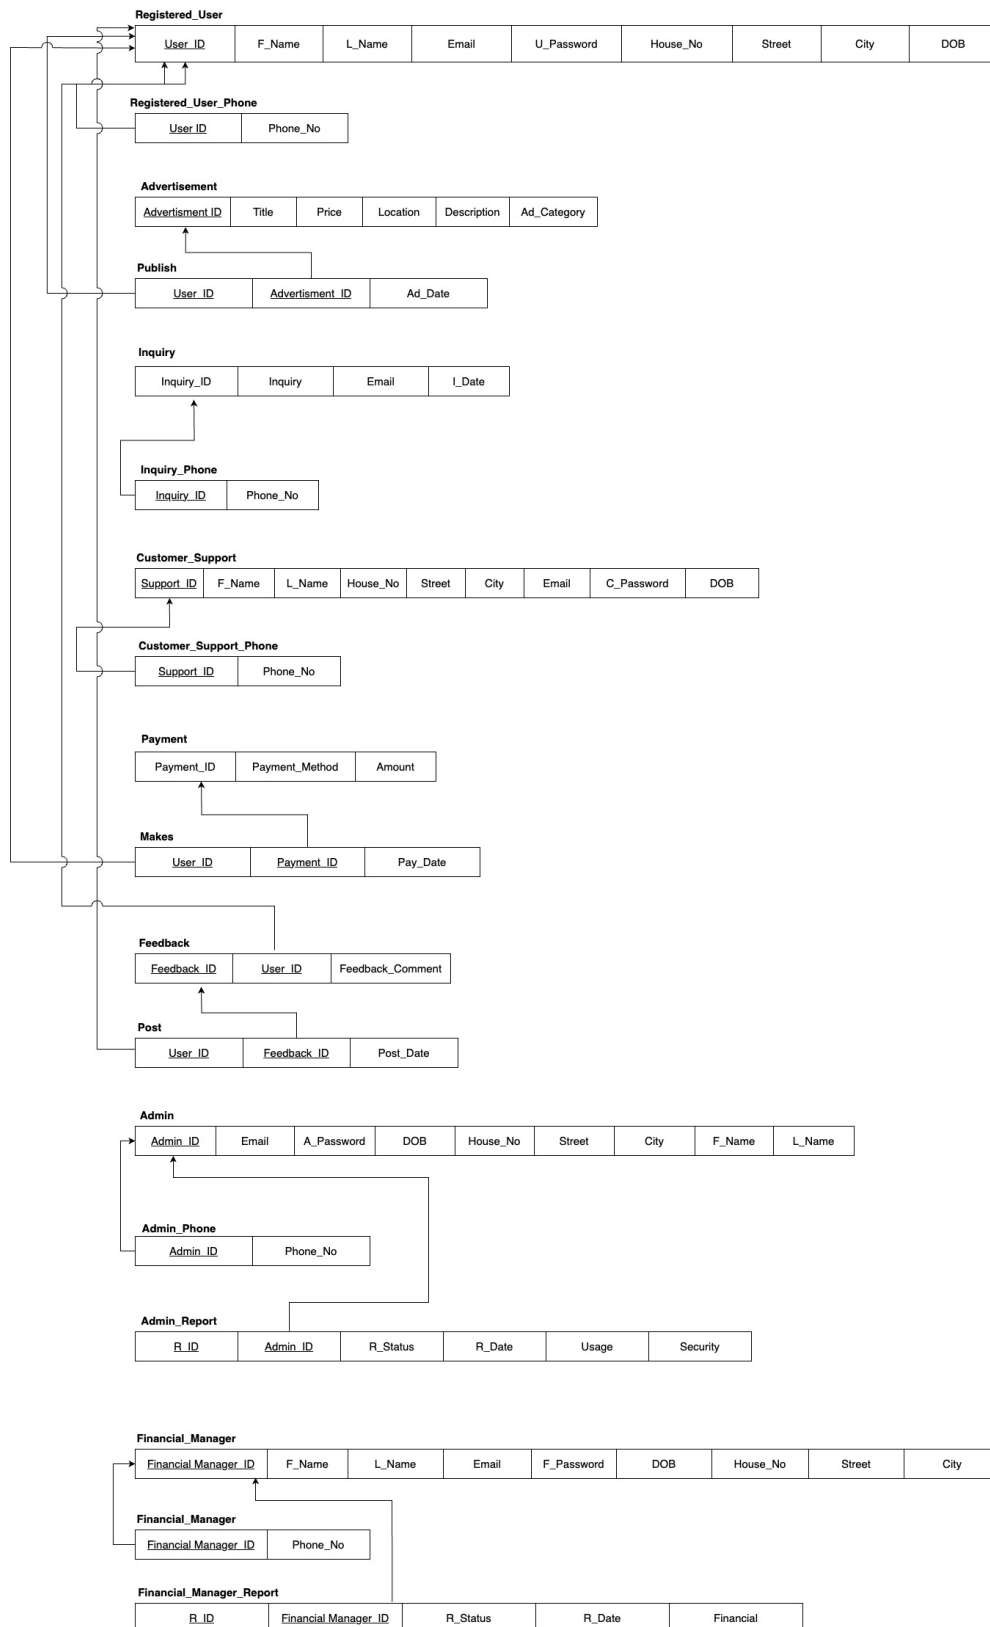 Registered_User
User_ID F_Name L_Name Email U_Password House_No Street City DOB
Registered_User_Phone
User ID Phone_No
Advertisement
Advertisment ID Title Price Location Description Ad_Category
Publish
User_ID Advertisment_ID Ad_Date
Inquiry
Inquiry_ID Inquiry Email I_Date
Inquiry_Phone
Inquiry_ID Phone_No
Customer_Support
Support_ID F_Name L_Name House_No Street City Email C_Password DOB
Customer_Support_Phone
Support_ID Phone_No
Payment
Payment_ID Payment_Method Amount
Makes
User_ID Payment_ID Pay_Date
Feedback
Feedback_ID User_ID Feedback_Comment
Post
User_ID Feedback_ID Post_Date
Admin
Admin_ID Email A_Password DOB House_No Street City F_Name L_Name
Admin_Phone
Admin_ID Phone_No
Admin_Report
R_ID Admin_ID R_Status R_Date Usage Security
Financial_Manager
Financial Manager_ID F_Name L_Name Email F_Password DOB House_No Street City
Financial_Manager
Financial Manager_ID Phone_No
Financial_Manager_Report
R_ID Financial Manager_ID R_Status R_Date Financial